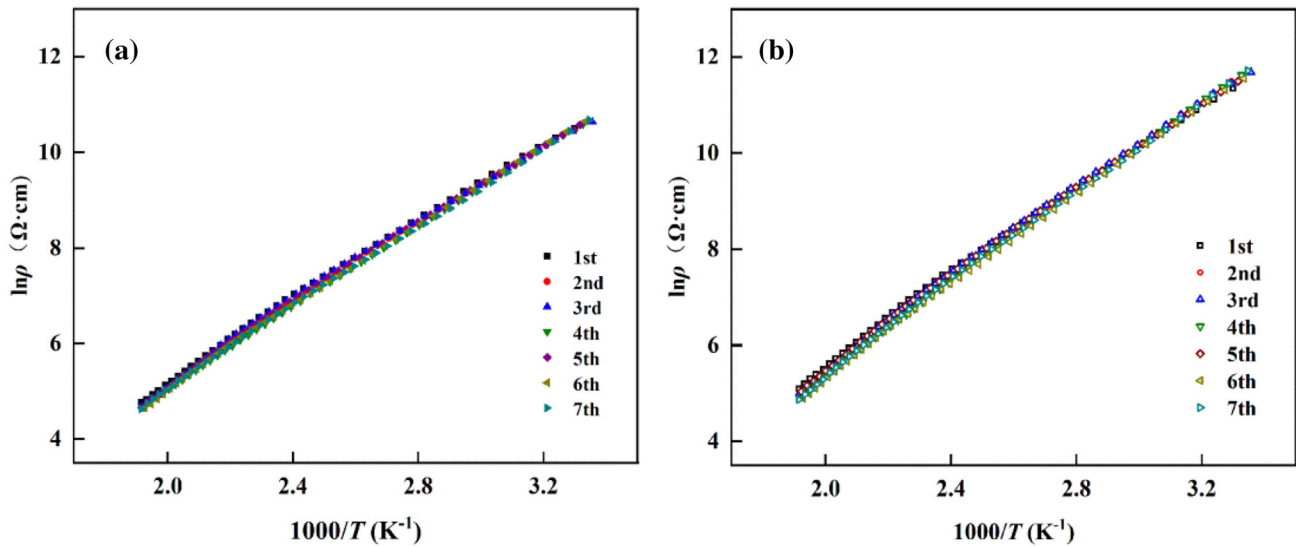 (a)
12
10
8
6
4
lnρ （Ω·cm)
2.0 2.4 2.8 3.2
1000/T (K⁻¹)
1st
2nd
3rd
4th
5th
6th
7th
(b)
12
10
8
6
4
lnρ （Ω·cm)
2.0 2.4 2.8 3.2
1000/T (K⁻¹)
1st
2nd
3rd
4th
5th
6th
7th